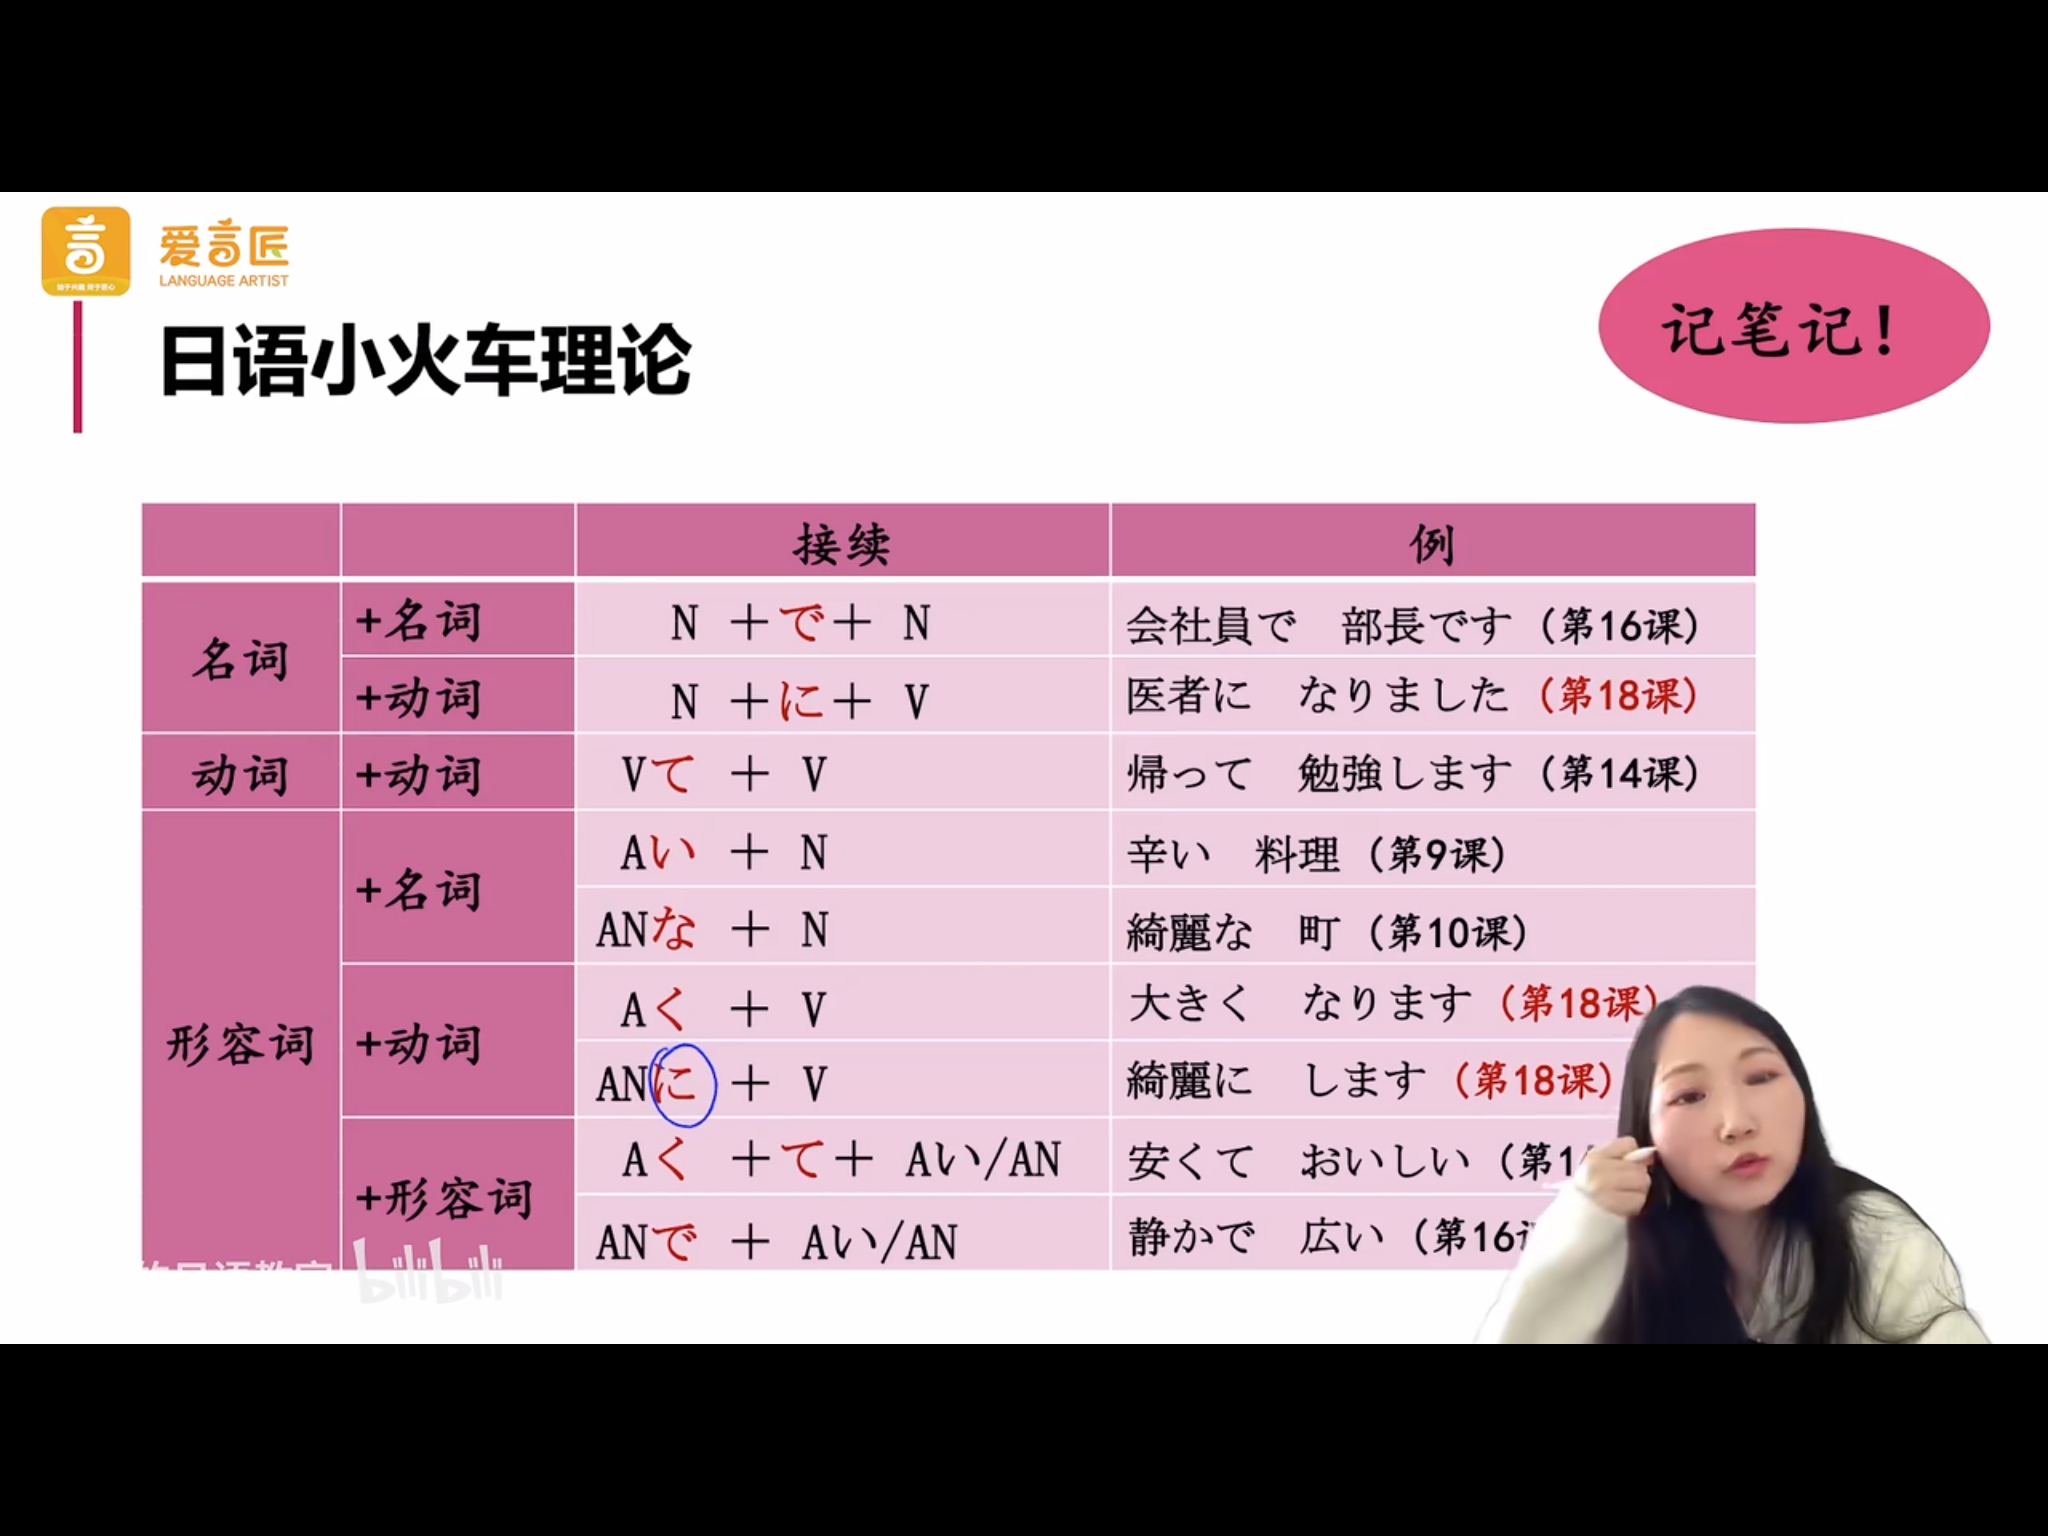 爱言匠
LANGUAGE ARTIST
日语小火车理论
记笔记！
接续 例
名词 +名词 N +で+ N 会社員で 部長です（第16课）
+动词 N +に+ V 医者に なりました（第18课）
动词 +动词 Vて + V 帰って 勉強します（第14课）
形容词 +名词 Aい + N 辛い 料理（第9课）
ANな + N 綺麗な 町（第10课）
+动词 Aく + V 大きく なります（第18课）
ANに + V 綺麗に します（第18课）
+形容词 Aく +て+ Aい/AN 安くて おいしい（第1
ANで + Aい/AN 静かで 広い（第16
bilibili